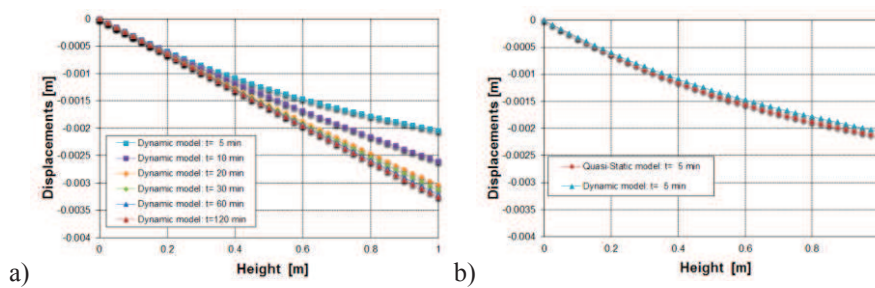 0
-0.0005
-0.001
-0.0015
-0.002
-0.0025
-0.003
-0.0035
-0.004
Displacements [m]
Dynamic model: t= 5 min
Dynamic model: t= 10 min
Dynamic model: t= 20 min
Dynamic model: t= 30 min
Dynamic model: t= 60 min
Dynamic model: t=120 min
0 0.2 0.4 0.6 0.8 1
Height [m]
a)
0
-0.0005
-0.001
-0.0015
-0.002
-0.0025
-0.003
-0.0035
-0.004
Displacements [m]
Quasi-Static model: t= 5 min
Dynamic model: t= 5 min
0 0.2 0.4 0.6 0.8
Height [m]
b)